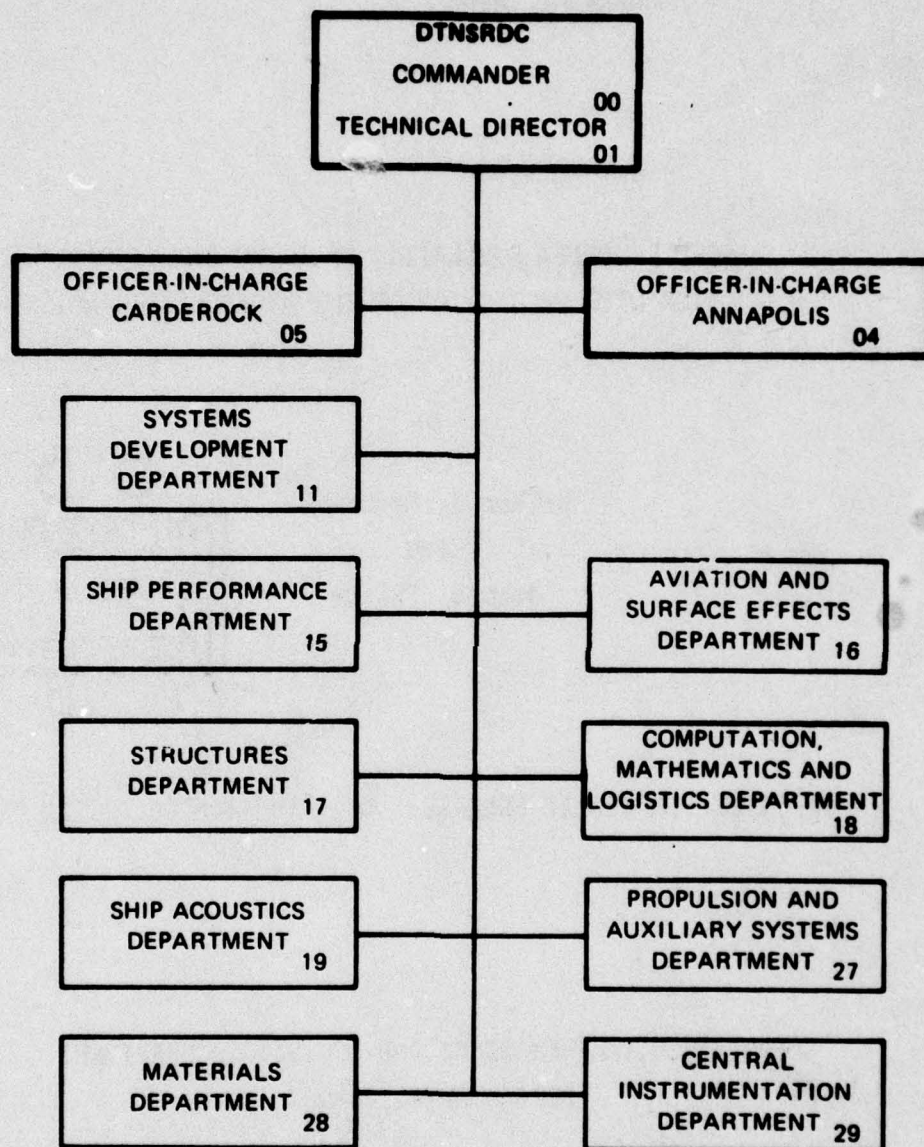 DTNSRDC
COMMANDER
00
TECHNICAL DIRECTOR
01
OFFICER-IN-CHARGE
CARDEROCK
05
OFFICER-IN-CHARGE
ANNAPOLIS
04
SYSTEMS
DEVELOPMENT
DEPARTMENT
11
SHIP PERFORMANCE
DEPARTMENT
15
AVIATION AND
SURFACE EFFECTS
DEPARTMENT
16
STRUCTURES
DEPARTMENT
17
COMPUTATION,
MATHEMATICS AND
LOGISTICS DEPARTMENT
18
SHIP ACOUSTICS
DEPARTMENT
19
PROPULSION AND
AUXILIARY SYSTEMS
DEPARTMENT
27
MATERIALS
DEPARTMENT
28
CENTRAL
INSTRUMENTATION
DEPARTMENT
29